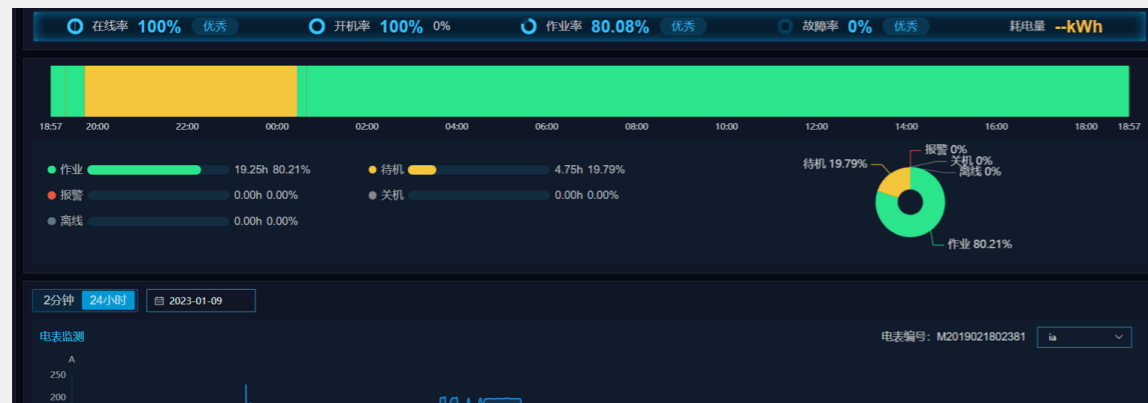 在线率 100% 优秀 开机率 100% 0% 作业率 80.08% 优秀 故障率 0% 优秀 耗电量 --kWh
18:57 20:00 22:00 00:00 02:00 04:00 06:00 08:00 10:00 12:00 14:00 16:00 18:00 18:57
作业 19.25h 80.21% 待机 4.75h 19.79%
报警 0.00h 0.00% 关机 0.00h 0.00%
离线 0.00h 0.00%
报警 0%
待机 19.79% 关机 0%
离线 0%
作业 80.21%
2分钟 24小时 2023-01-09
电表监测 电表编号：M2019021802381 ia
A
250
200